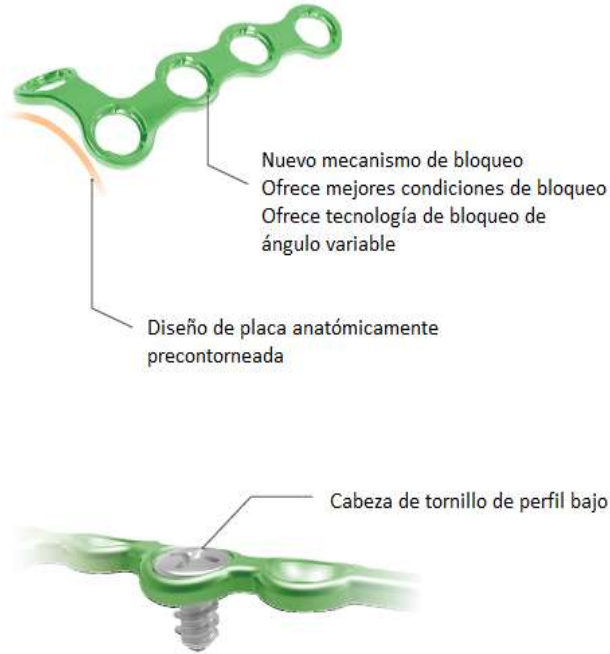 Nuevo mecanismo de bloqueo
Ofrece mejores condiciones de bloqueo
Ofrece tecnología de bloqueo de
ángulo variable
Diseño de placa anatómicamente
precontorneada
Cabeza de tornillo de perfil bajo